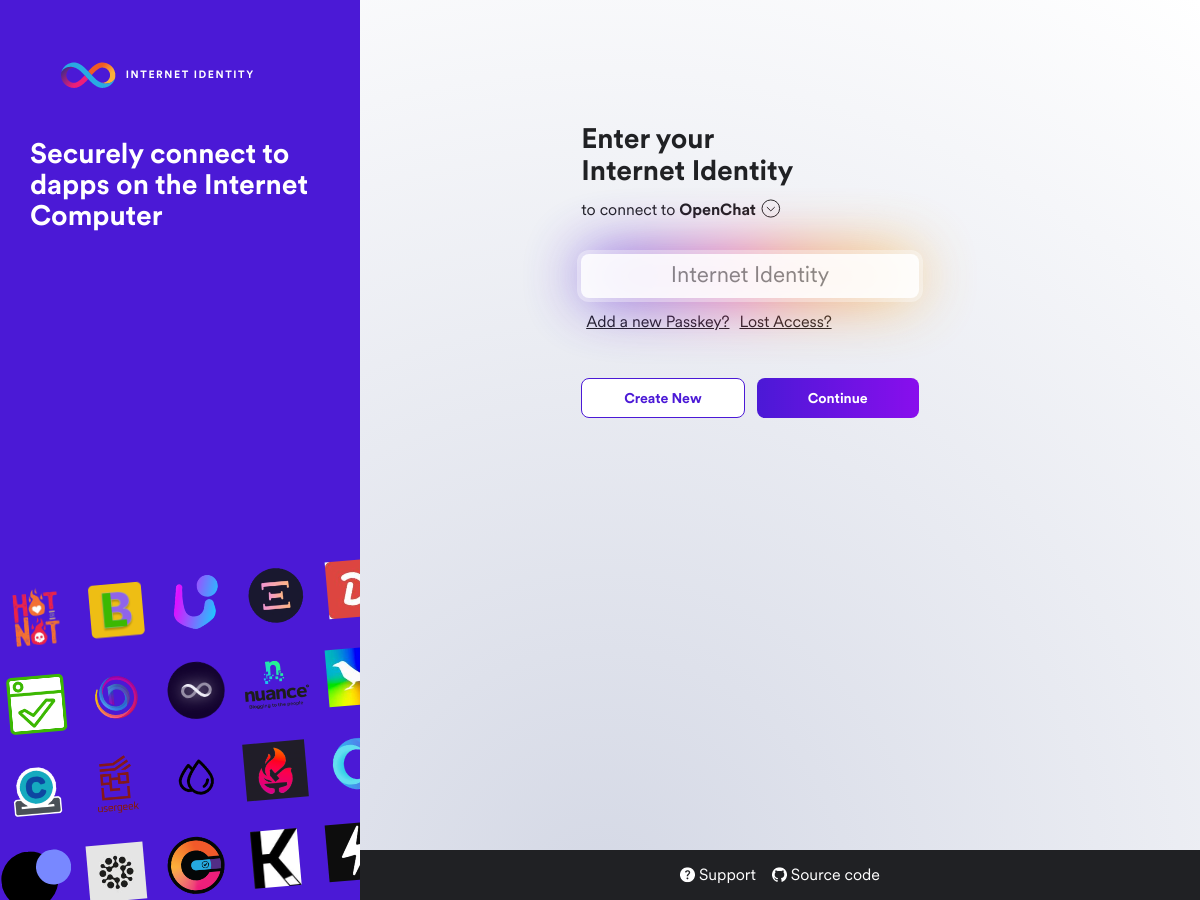 INTERNET IDENTITY
Securely connect to
dapps on the Internet
Computer
Enter your
Internet Identity
to connect to OpenChat
Internet Identity
Add a new Passkey? Lost Access?
Create New
Continue
HOT
NOT
B
n
nuance
C
K
? Support
Source code